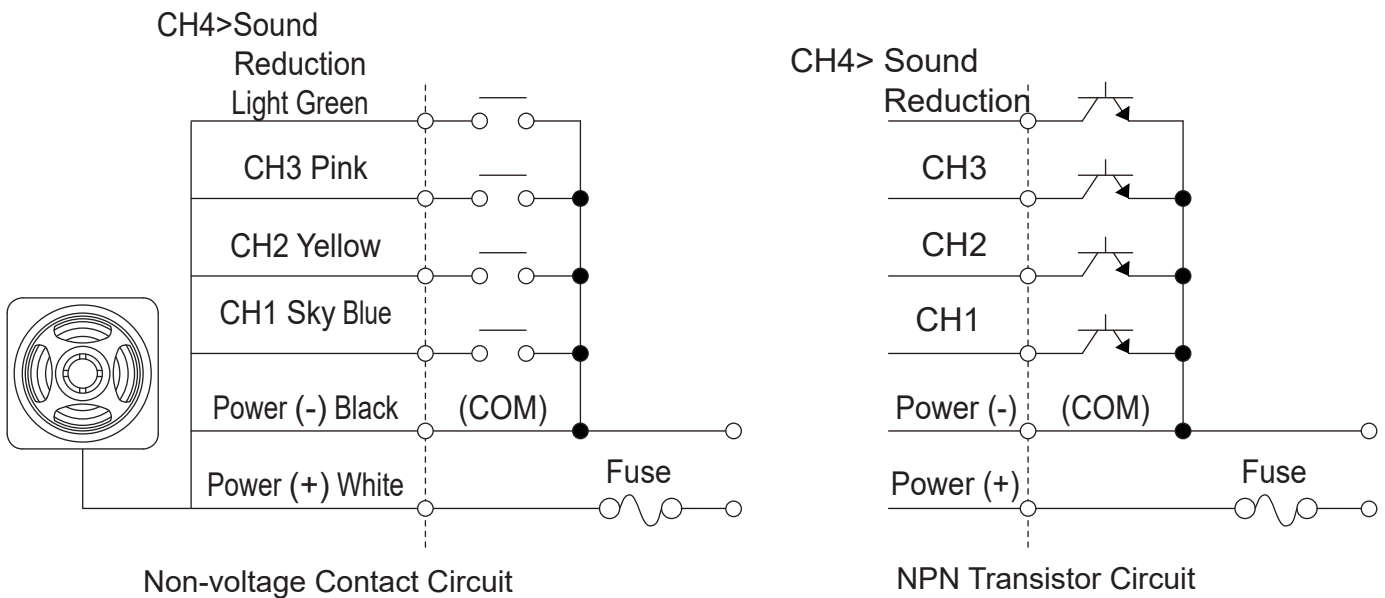 CH4>Sound
Reduction
Light Green
CH3 Pink
CH2 Yellow
CH1 Sky Blue
Power (-) Black
(COM)
Power (+) White
Fuse
Non-voltage Contact Circuit
CH4> Sound
Reduction
CH3
CH2
CH1
Power (-)
(COM)
Power (+)
Fuse
NPN Transistor Circuit